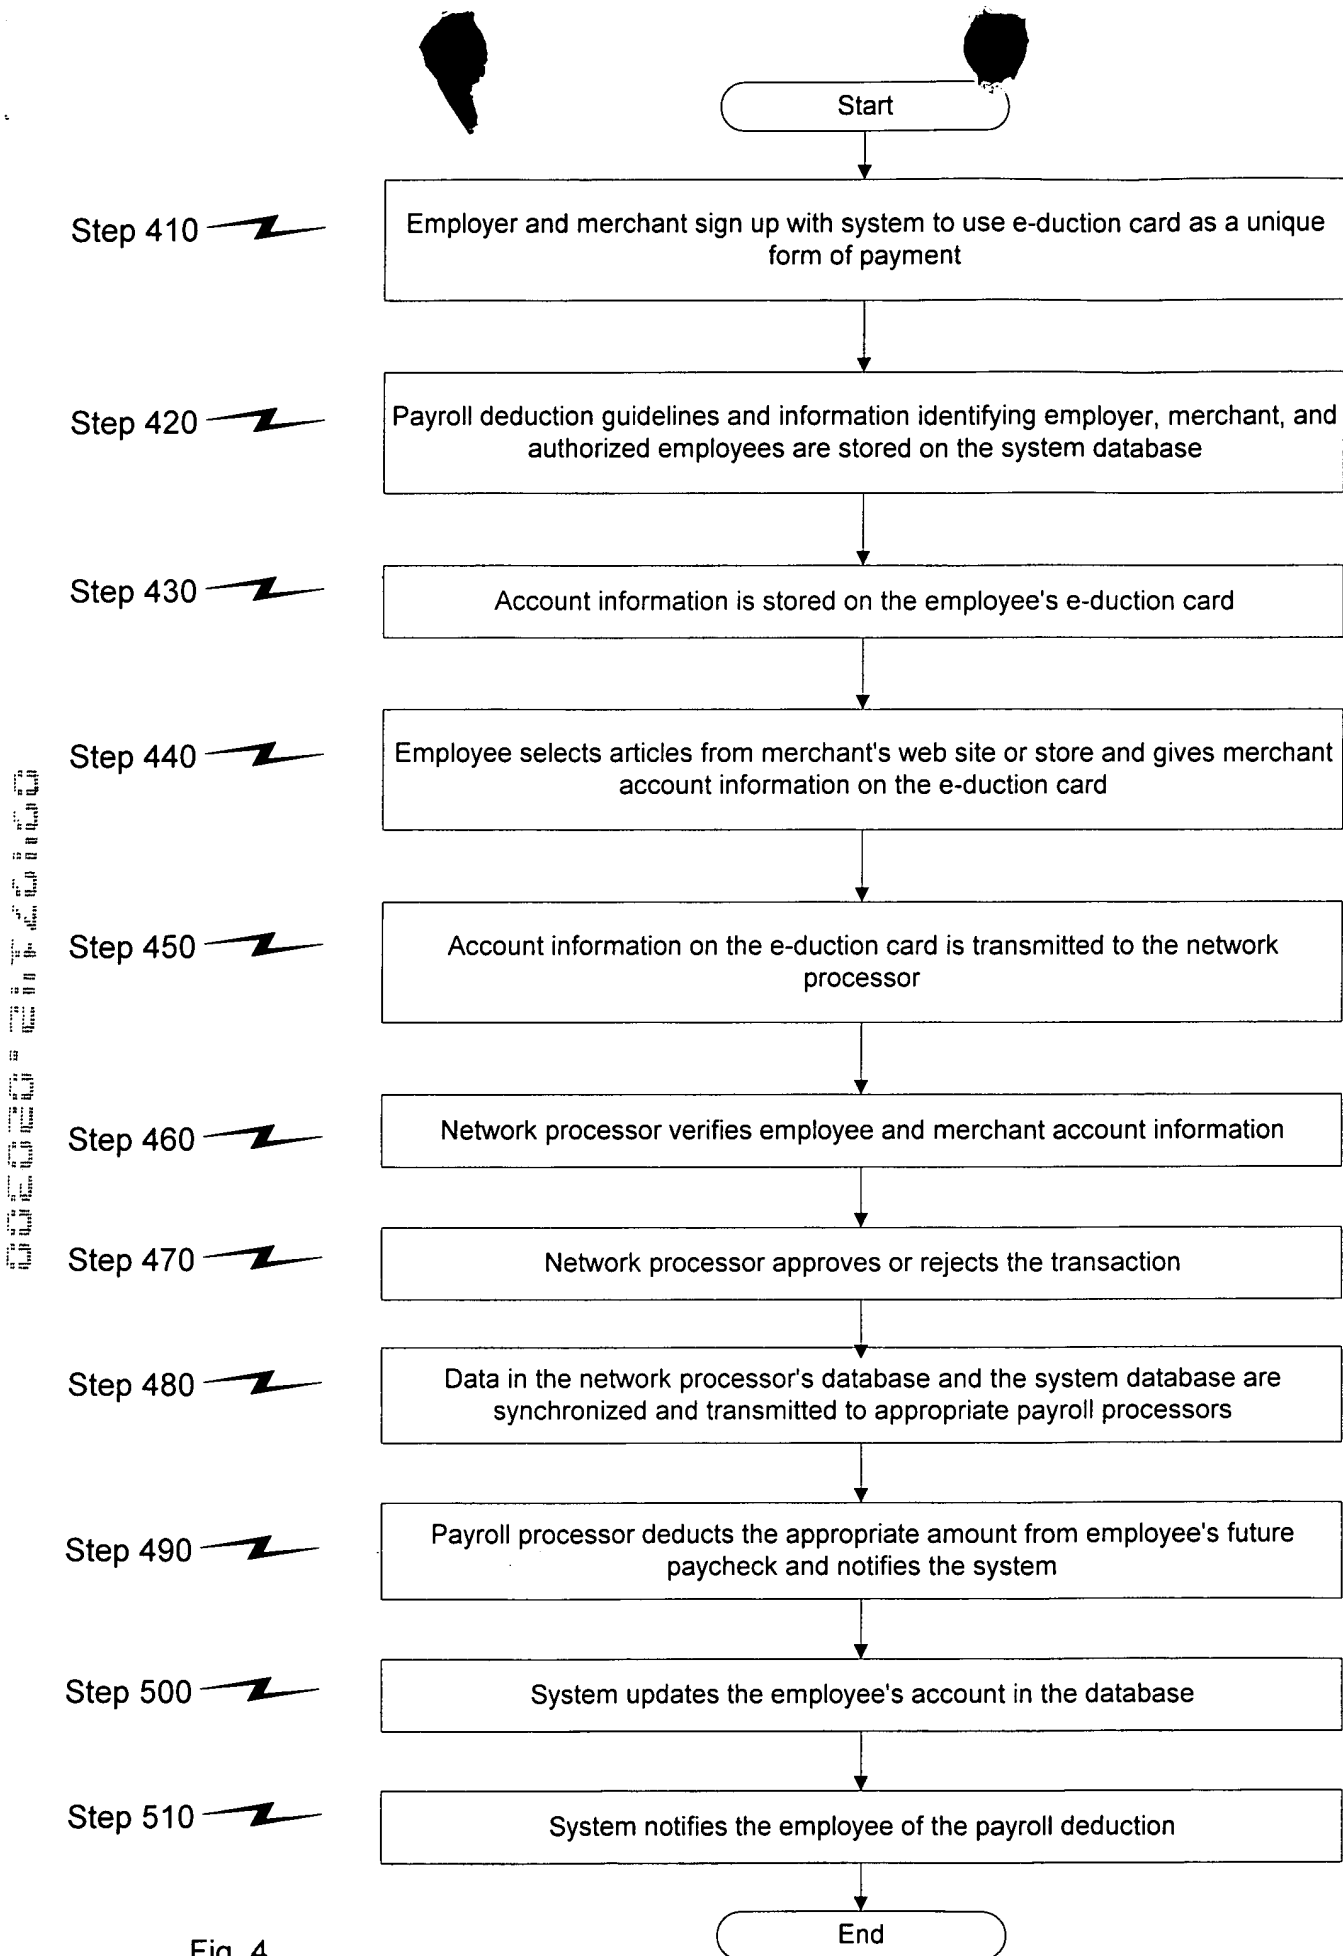 Start
Step 410
Employer and merchant sign up with system to use e-duction card as a unique
form of payment
Step 420
Payroll deduction guidelines and information identifying employer, merchant, and
authorized employees are stored on the system database
Step 430
Account information is stored on the employee's e-duction card
Step 440
Employee selects articles from merchant's web site or store and gives merchant
account information on the e-duction card
Step 450
Account information on the e-duction card is transmitted to the network
processor
Step 460
Network processor verifies employee and merchant account information
Step 470
Network processor approves or rejects the transaction
Step 480
Data in the network processor's database and the system database are
synchronized and transmitted to appropriate payroll processors
Step 490
Payroll processor deducts the appropriate amount from employee's future
paycheck and notifies the system
Step 500
System updates the employee's account in the database
Step 510
System notifies the employee of the payroll deduction
End
Fig. 4